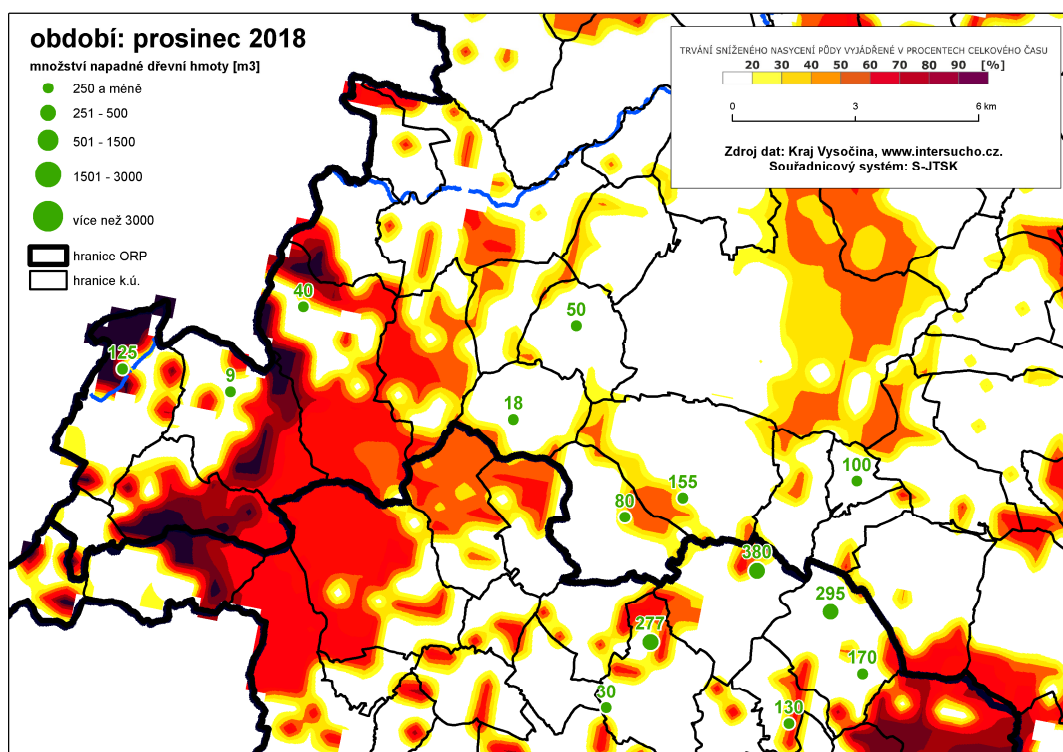 období: prosinec 2018
množství napadné dřevní hmoty [m3]
250 a méně
251 - 500
501 - 1500
1501 - 3000
více než 3000
hranice ORP
hranice k.ú.
TRVÁNÍ SNÍŽENÉHO NASYCENÍ PŮDY VYJÁDŘENÉ V PROCENTECH CELKOVÉHO ČASU
20 30 40 50 60 70 80 90 [%]
0 3 6 km
Zdroj dat: Kraj Vysočina, www.intersucho.cz.
Souřadnicový systém: S-JTSK
40
50
125
9
18
100
155
80
380
295
277
170
30
130